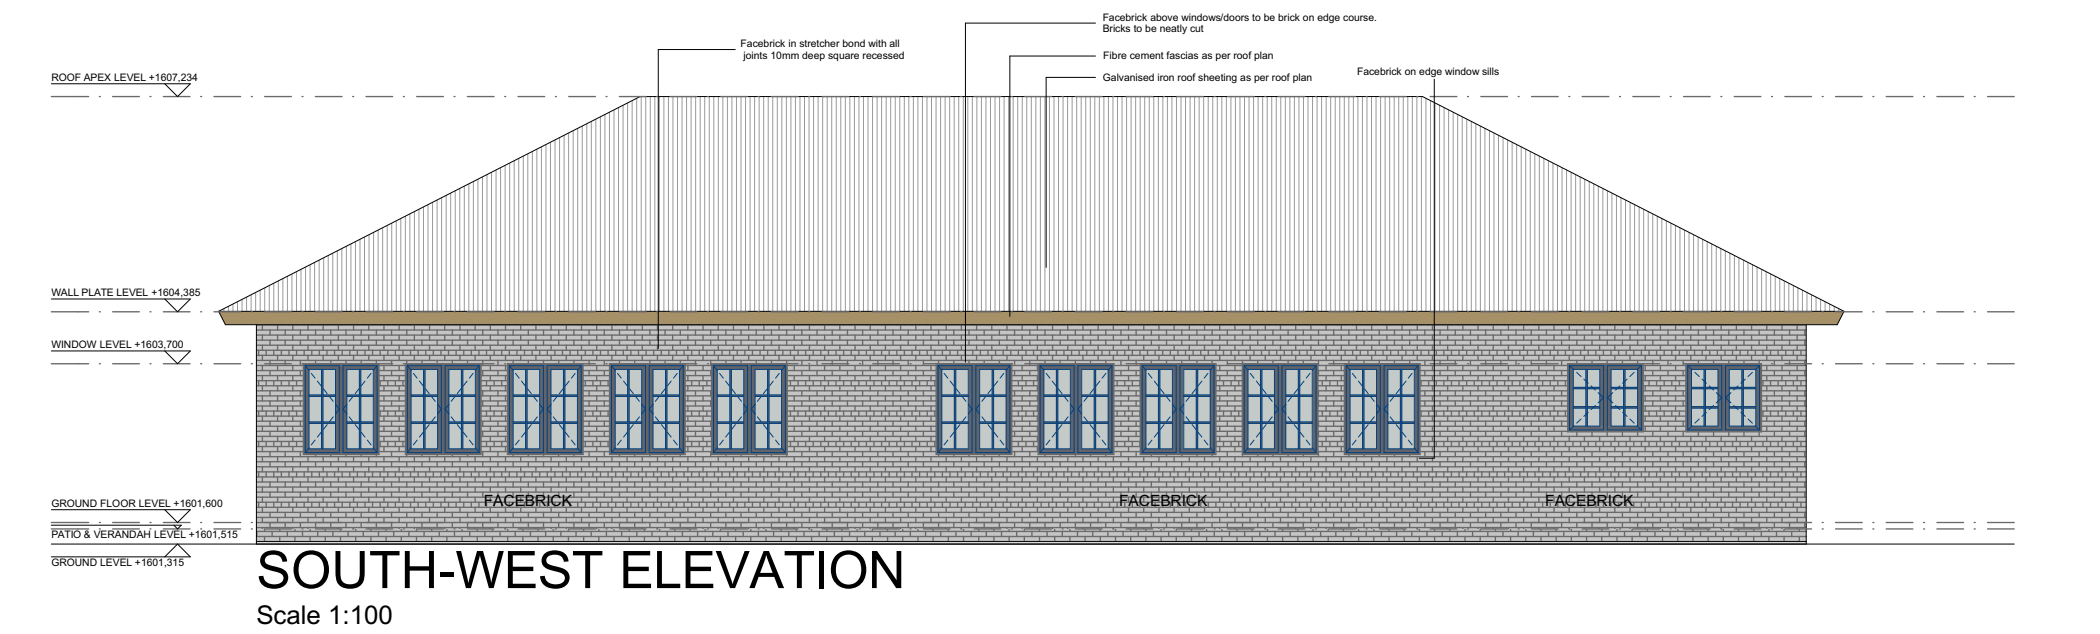 Facebrick above windows/doors to be brick on edge course.
Bricks to be neatly cut
Facebrick in stretcher bond with all
joints 10mm deep square recessed
Fibre cement fascias as per roof plan
Galvanised iron roof sheeting as per roof plan
Facebrick on edge window sills
ROOF APEX LEVEL +1607,234
WALL PLATE LEVEL +1604,385
WINDOW LEVEL +1603,700
GROUND FLOOR LEVEL +1601,600
PATIO & VERANDAH LEVEL +1601,515
GROUND LEVEL +1601,315
FACEBRICK
FACEBRICK
FACEBRICK
SOUTH-WEST ELEVATION
Scale 1:100